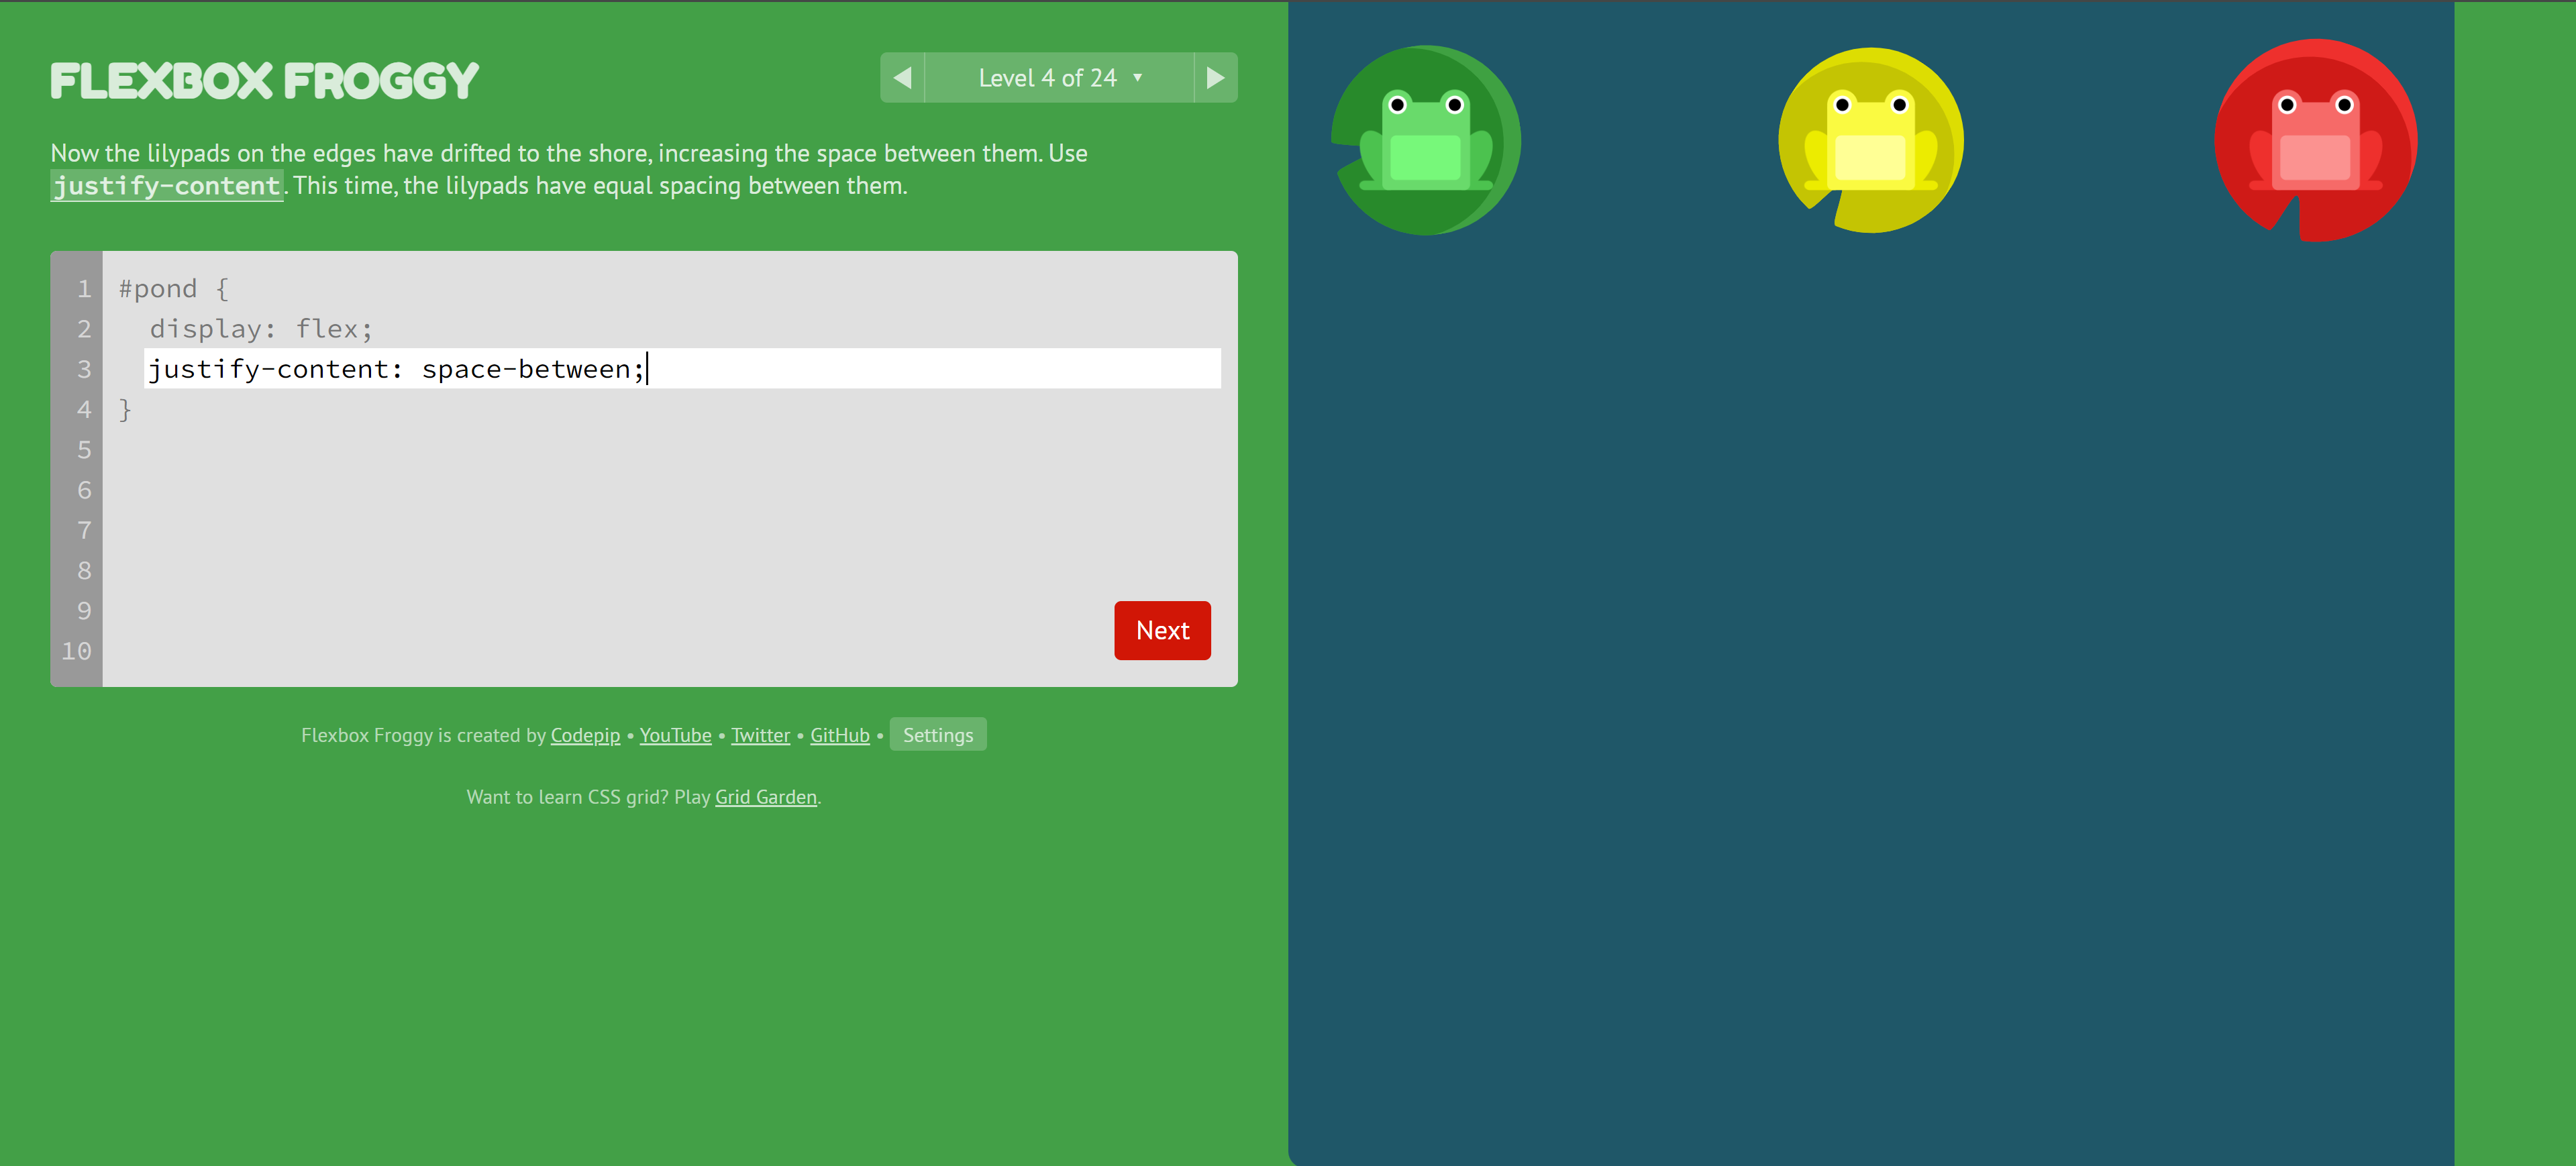 FLEXBOX FROGGY
Level 4 of 24
Now the lilypads on the edges have drifted to the shore, increasing the space between them. Use
justify-content. This time, the lilypads have equal spacing between them.
1 #pond {
2 display: flex;
3 justify-content: space-between;
4 }
5
6
7
8
9
10
Next
Flexbox Froggy is created by Codepip • YouTube • Twitter • GitHub • Settings
Want to learn CSS grid? Play Grid Garden.